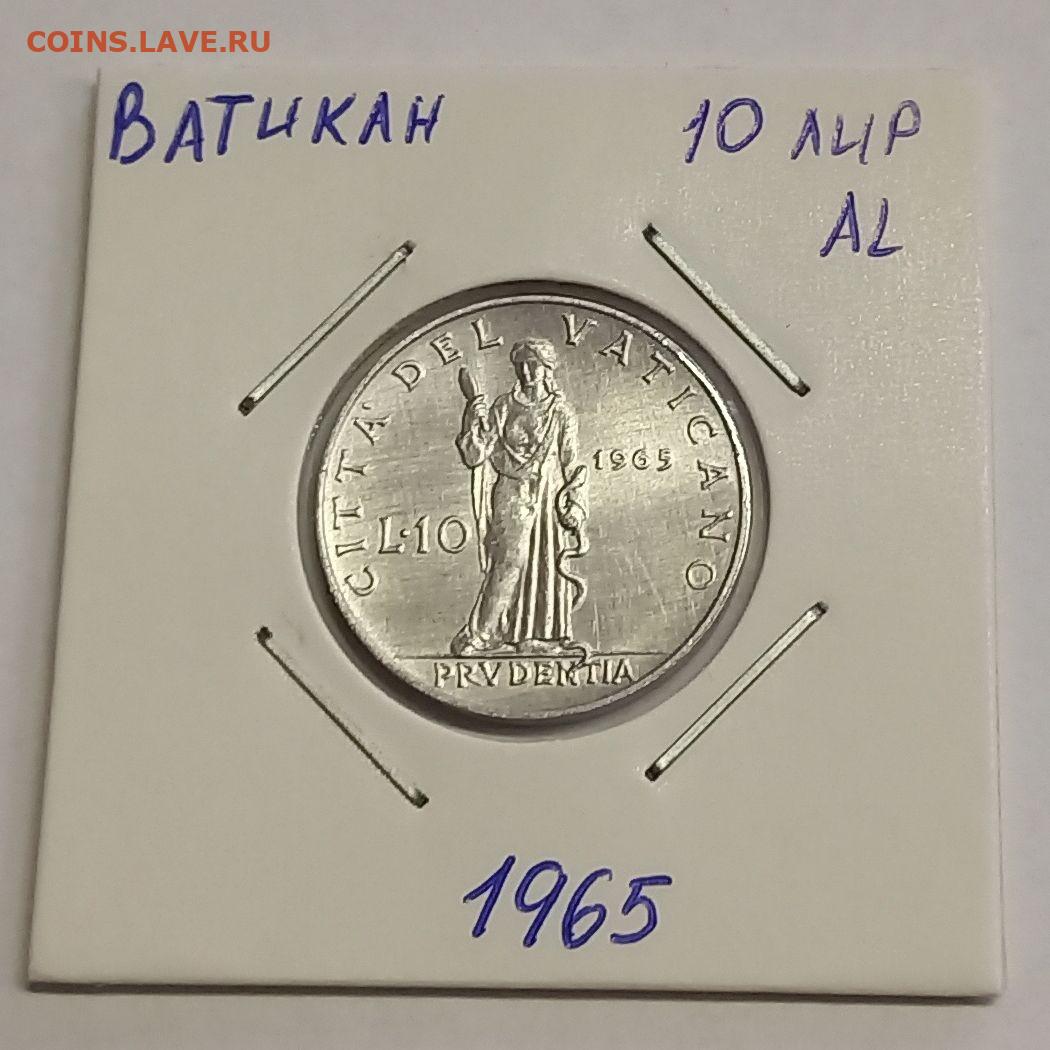 COINS.LAVE.RU
ВАТИКАН 10 ЛИР
AL
CITTA' DEL VATICANO
1965
L·10
PRVDENTIA
1965